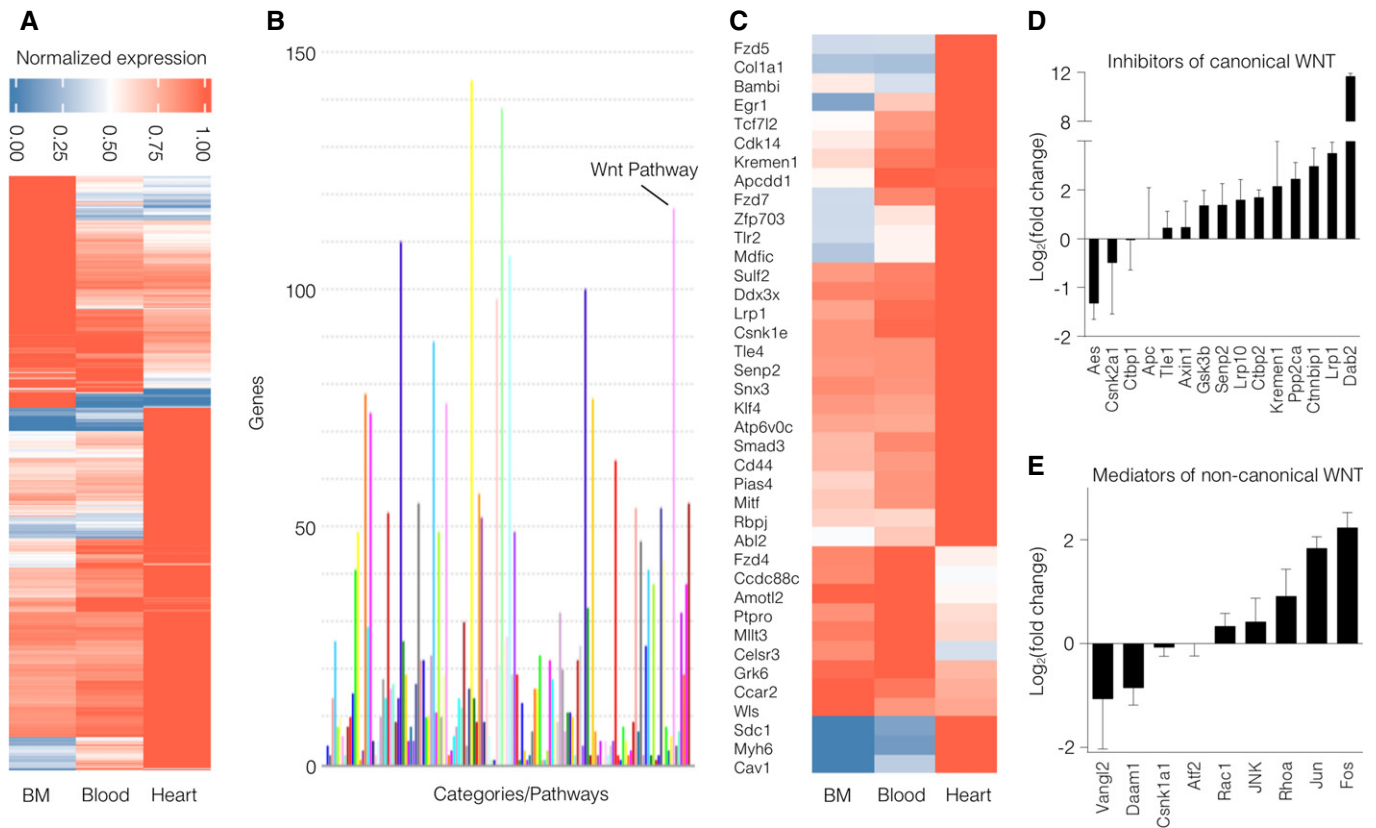 A
Normalized expression
0.00
0.25
0.50
0.75
1.00
BM Blood Heart
B
150
100
50
0
Genes
Wnt Pathway
Categories/Pathways
C
Fzd5
Col1a1
Bambi
Egr1
Tcf7l2
Cdk14
Kremen1
Apcdd1
Fzd7
Zfp703
Tlr2
Mdfic
Sulf2
Ddx3x
Lrp1
Csnk1e
Tle4
Senp2
Snx3
Klf4
Atp6v0c
Smad3
Cd44
Pias4
Mitf
Rbpj
Abl2
Fzd4
Ccdc88c
Amotl2
Ptpro
Mllt3
Celsr3
Grk6
Ccar2
Wls
Sdc1
Myh6
Cav1
BM Blood Heart
D
Inhibitors of canonical WNT
12
8
2
0
-1
-2
Log₂(fold change)
Aes
Csnk2a1
Ctbp1
Apc
Tle1
Axin1
Gsk3b
Senp2
Lrp10
Ctbp2
Kremen1
Ppp2ca
Ctnnbip1
Lrp1
Dab2
E
Mediators of non-canonical WNT
2
0
-2
Log₂(fold change)
Vangl2
Daam1
Csnk1a1
Atf2
Rac1
JNK
Rhoa
Jun
Fos